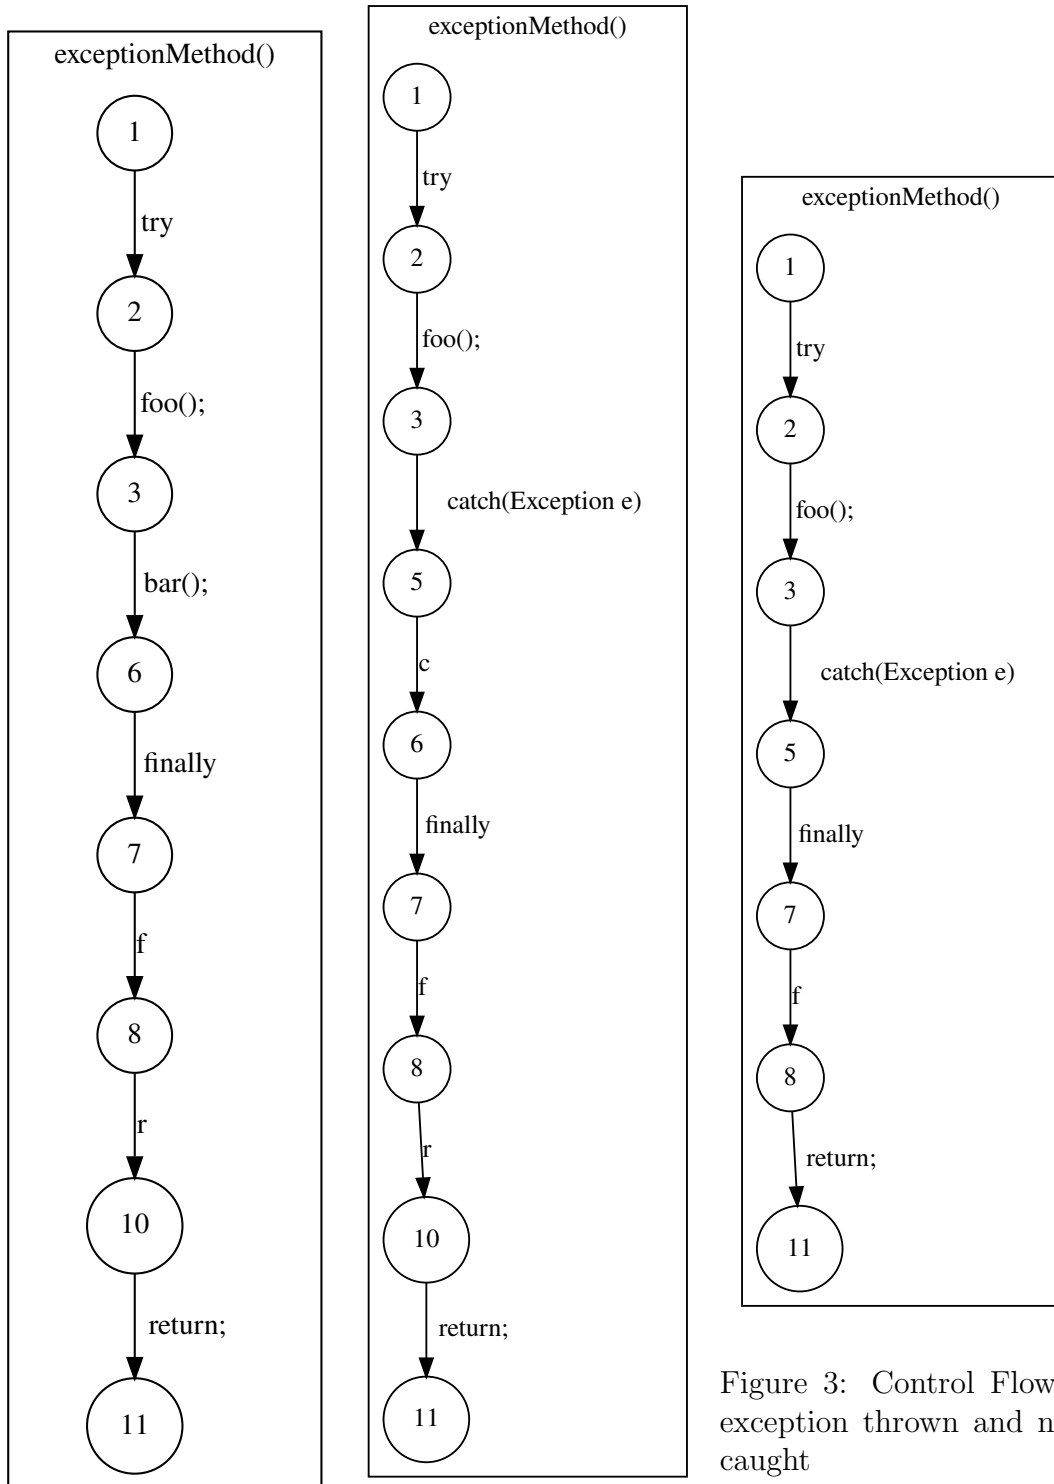 exceptionMethod()
1
try
2
foo();
3
bar();
6
finally
7
f
8
r
10
return;
11
exceptionMethod()
1
try
2
foo();
3
catch(Exception e)
5
c
6
finally
7
f
8
r
10
return;
11
exceptionMethod()
1
try
2
foo();
3
catch(Exception e)
5
finally
7
f
8
return;
11
Figure 3: Control Flow
exception thrown and
caught